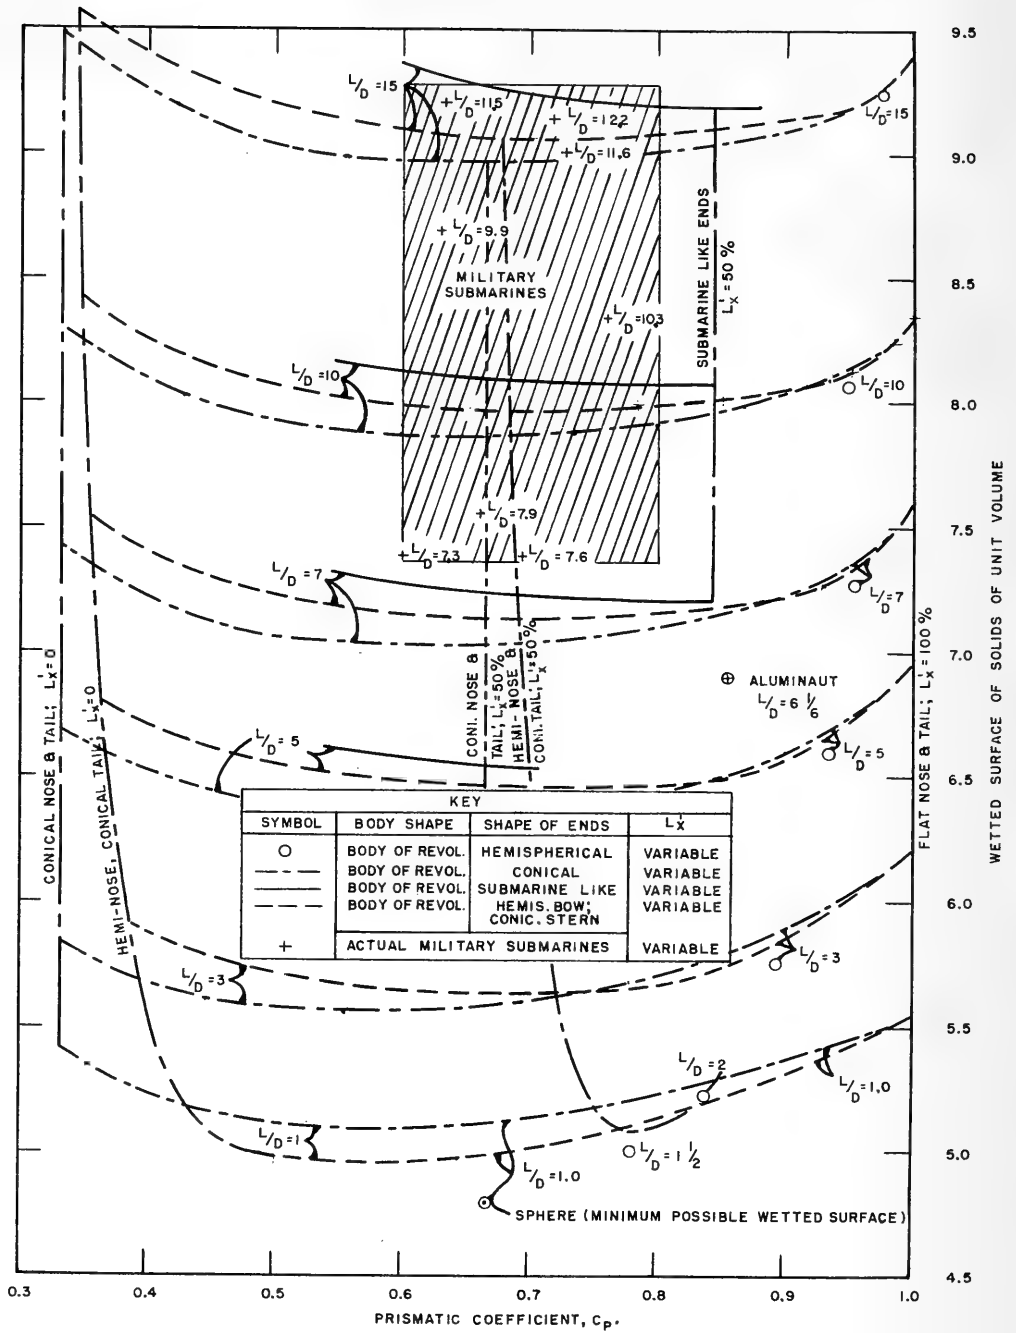 9.5
L/D=15
+L/D=11.5
+L/D=12.2
L/D=15
+L/D=11.6
9.0
+L/D=9.9
MILITARY
SUBMARINES
SUBMARINE LIKE ENDS
L'x=50%
8.5
+L/D=10.3
L/D=10
L/D=10
8.0
+L/D=7.9
7.5
+L/D=7.3
+L/D=7.6
L/D=7
L/D=7
7.0
WETTED SURFACE OF SOLIDS OF UNIT VOLUME
FLAT NOSE & TAIL; L'x=100%
CONICAL NOSE & TAIL; L'x=0
HEMI-NOSE, CONICAL TAIL; L'x=0
CONI. NOSE &
TAIL; L'x=50%
HEMI-NOSE &
CONI.TAIL; L'x=50%
⊕ ALUMINAUT
L/D=6 1/6
L/D=5
L/D=5
6.5
KEY
SYMBOL BODY SHAPE SHAPE OF ENDS L'x
BODY OF REVOL. HEMISPHERICAL VARIABLE
BODY OF REVOL. CONICAL VARIABLE
BODY OF REVOL. SUBMARINE LIKE VARIABLE
BODY OF REVOL. HEMIS. BOW; VARIABLE
CONIC. STERN
+ ACTUAL MILITARY SUBMARINES VARIABLE
6.0
L/D=3
L/D=3
5.5
L/D=2
L/D=1.0
L/D=1
L/D=1.0
L/D=1 1/2
5.0
SPHERE (MINIMUM POSSIBLE WETTED SURFACE)
4.5
0.3 0.4 0.5 0.6 0.7 0.8 0.9 1.0
PRISMATIC COEFFICIENT, CP.